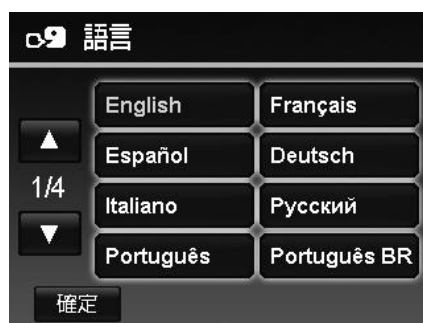 語言
English Français
Español Deutsch
1/4
Italiano Русский
Português Português BR
確定